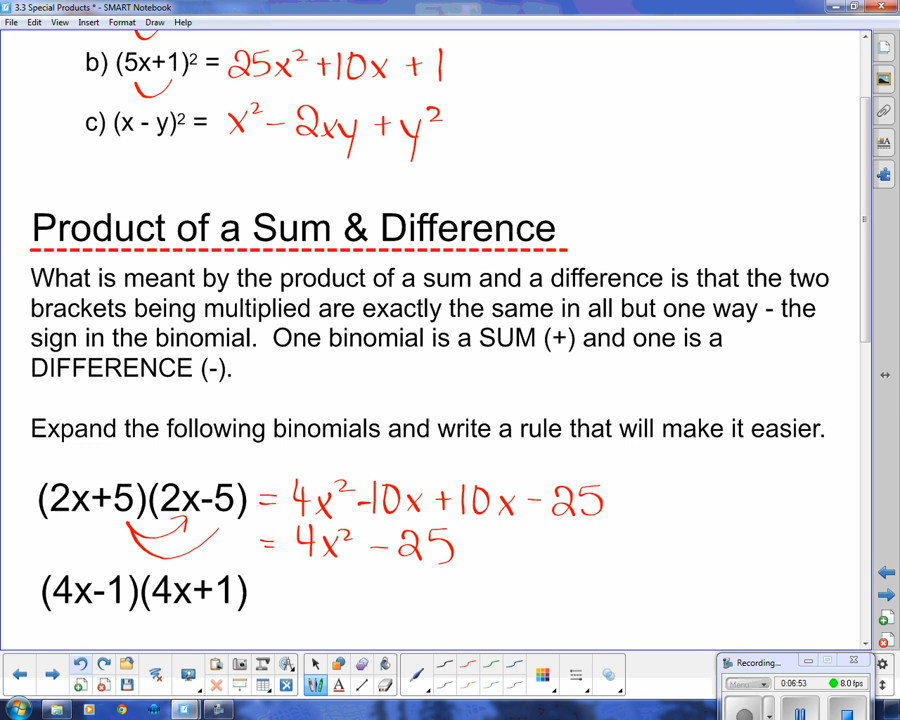 3.3 Special Products * - SMART Notebook
File Edit View Insert Format Draw Help
b) (5x+1)² = 25x² +10x + 1
c) (x - y)² = x² - 2xy + y²
Product of a Sum & Difference
What is meant by the product of a sum and a difference is that the two
brackets being multiplied are exactly the same in all but one way - the
sign in the binomial. One binomial is a SUM (+) and one is a
DIFFERENCE (-).
Expand the following binomials and write a rule that will make it easier.
(2x+5)(2x-5) = 4x² -10x +10x - 25
= 4x² - 25
(4x-1)(4x+1)
Recording...
Menu 0:06:53 8.0 fps